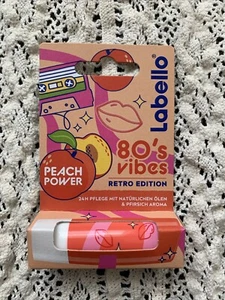 Labello
80's
vibes
RETRO EDITION
PEACH
POWER
24H PFLEGE MIT NATÜRLICHEN ÖLEN
& PFIRSICH AROMA